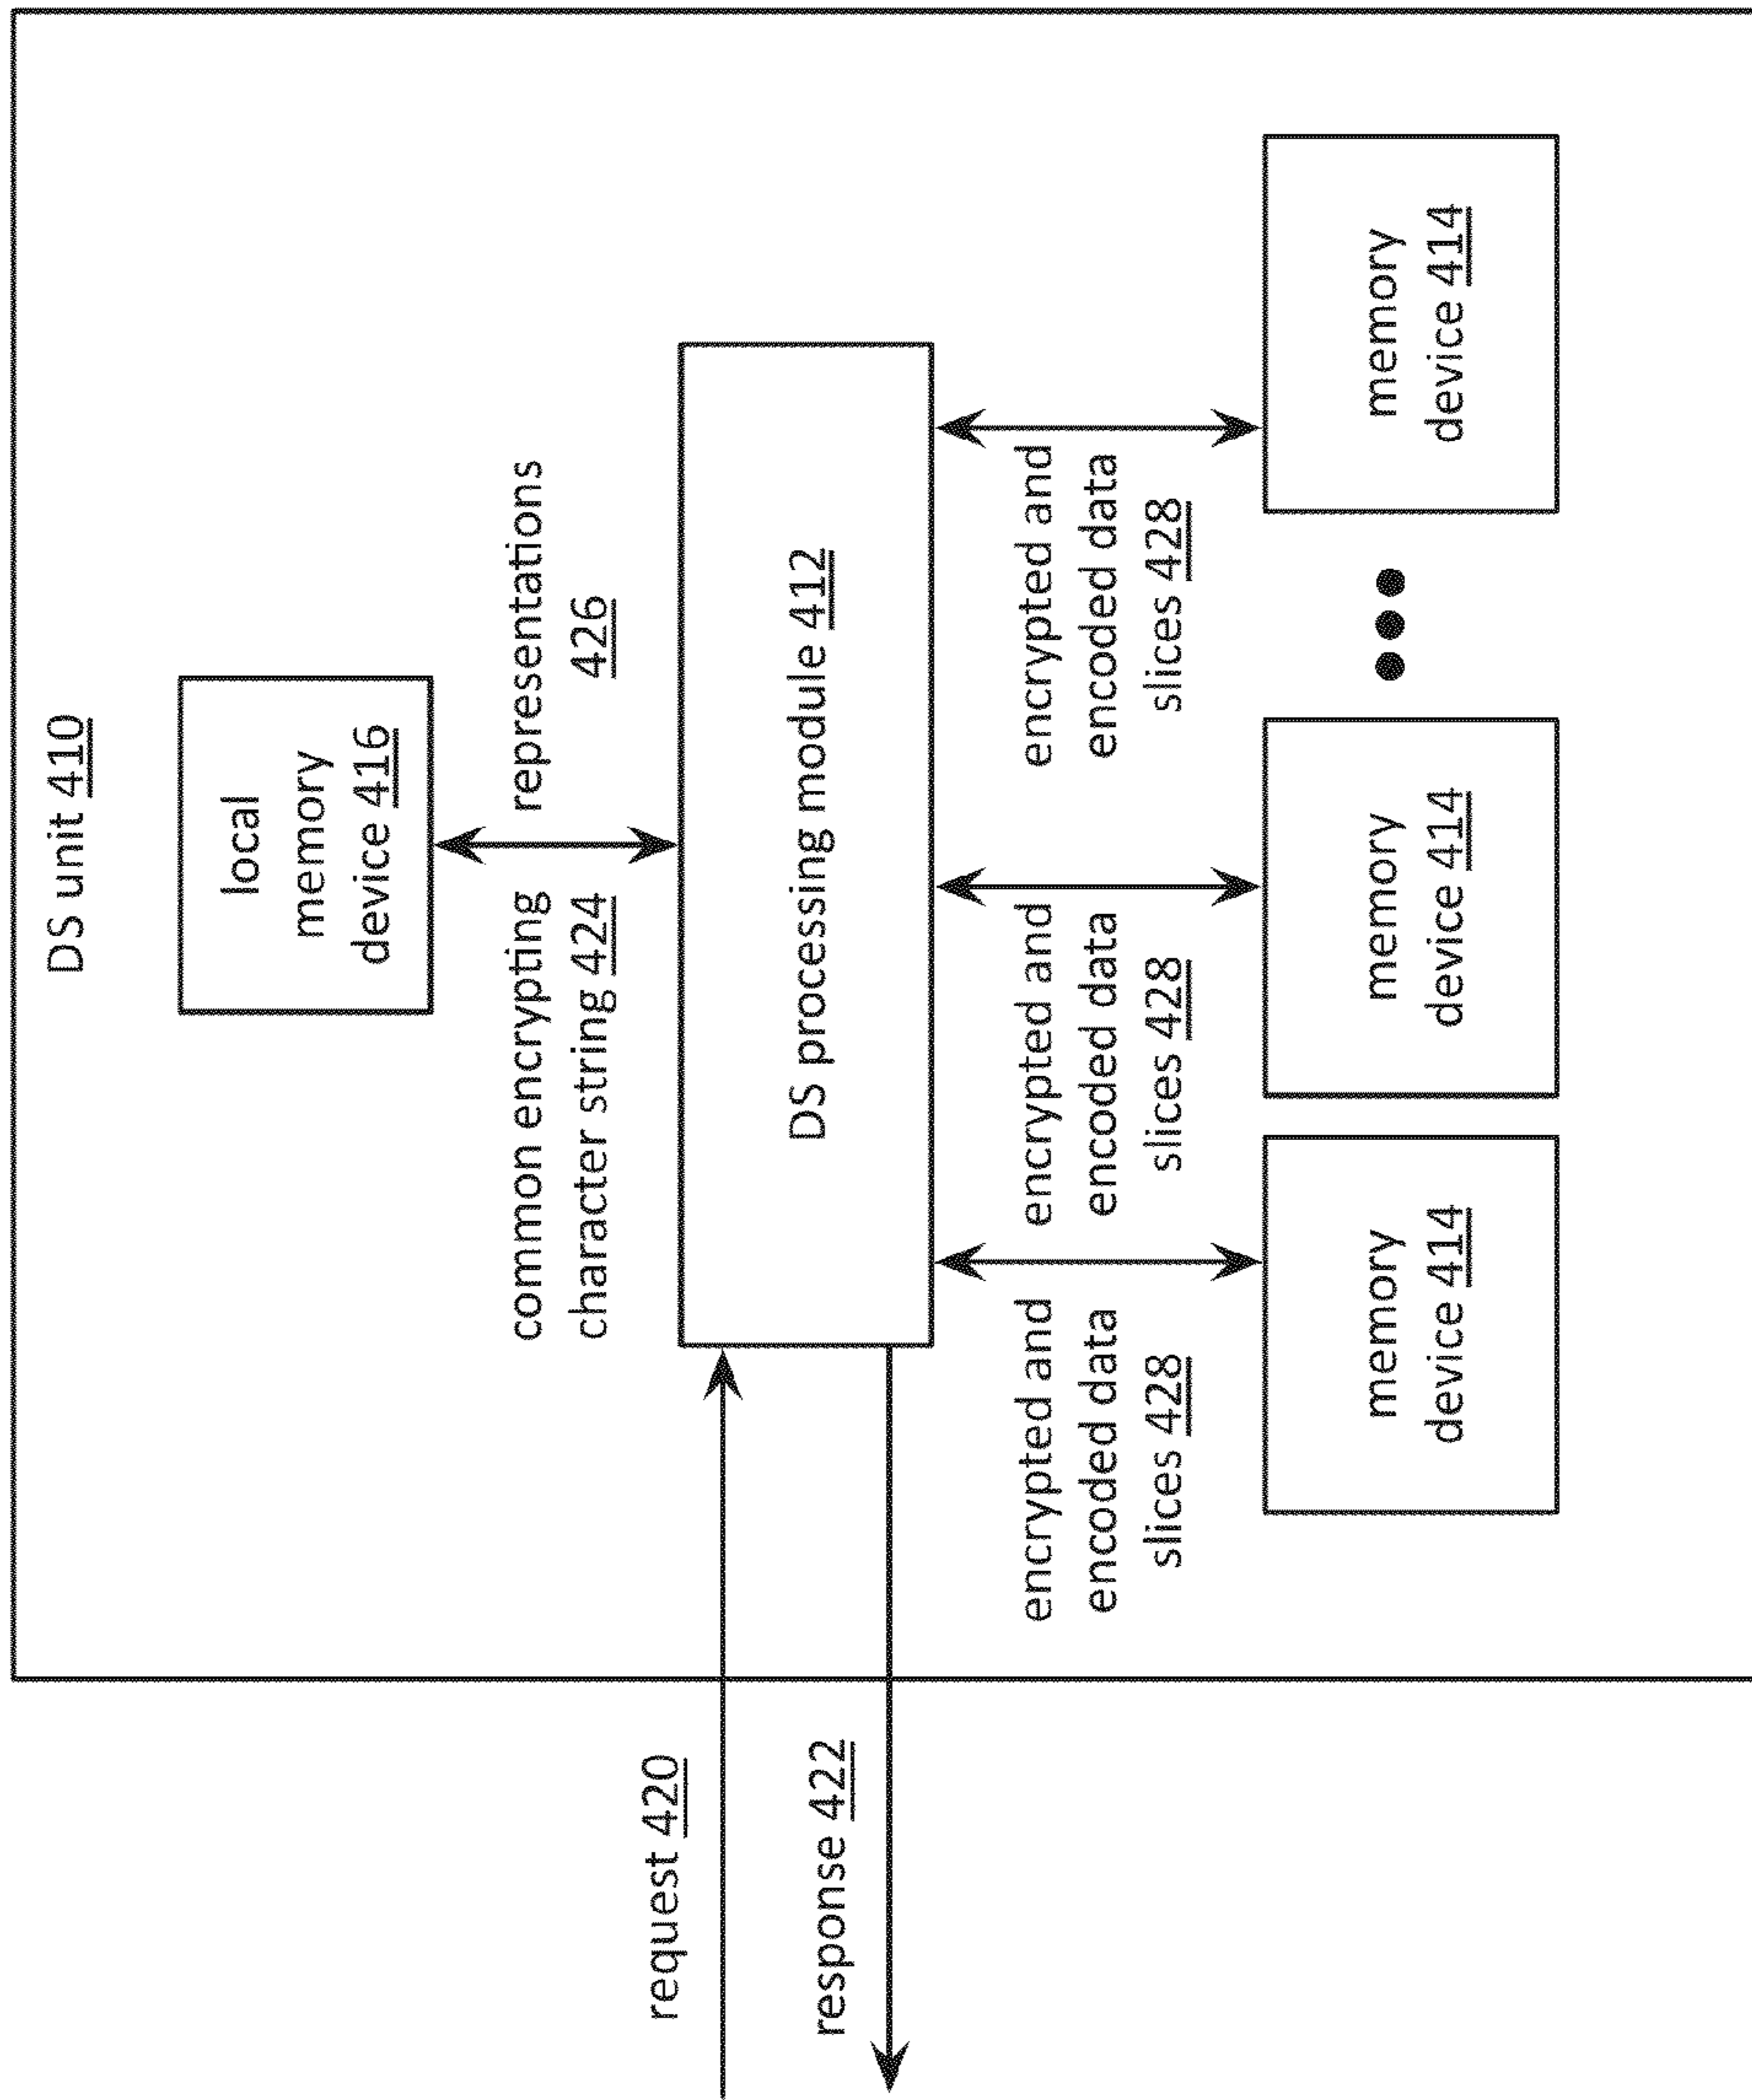 DS unit 410
local
memory
device 416
common encrypting
character string 424
representations
426
request 420
response 422
DS processing module 412
encrypted and
encoded data
slices 428
encrypted and
encoded data
slices 428
encrypted and
encoded data
slices 428
memory
device 414
memory
device 414
memory
device 414